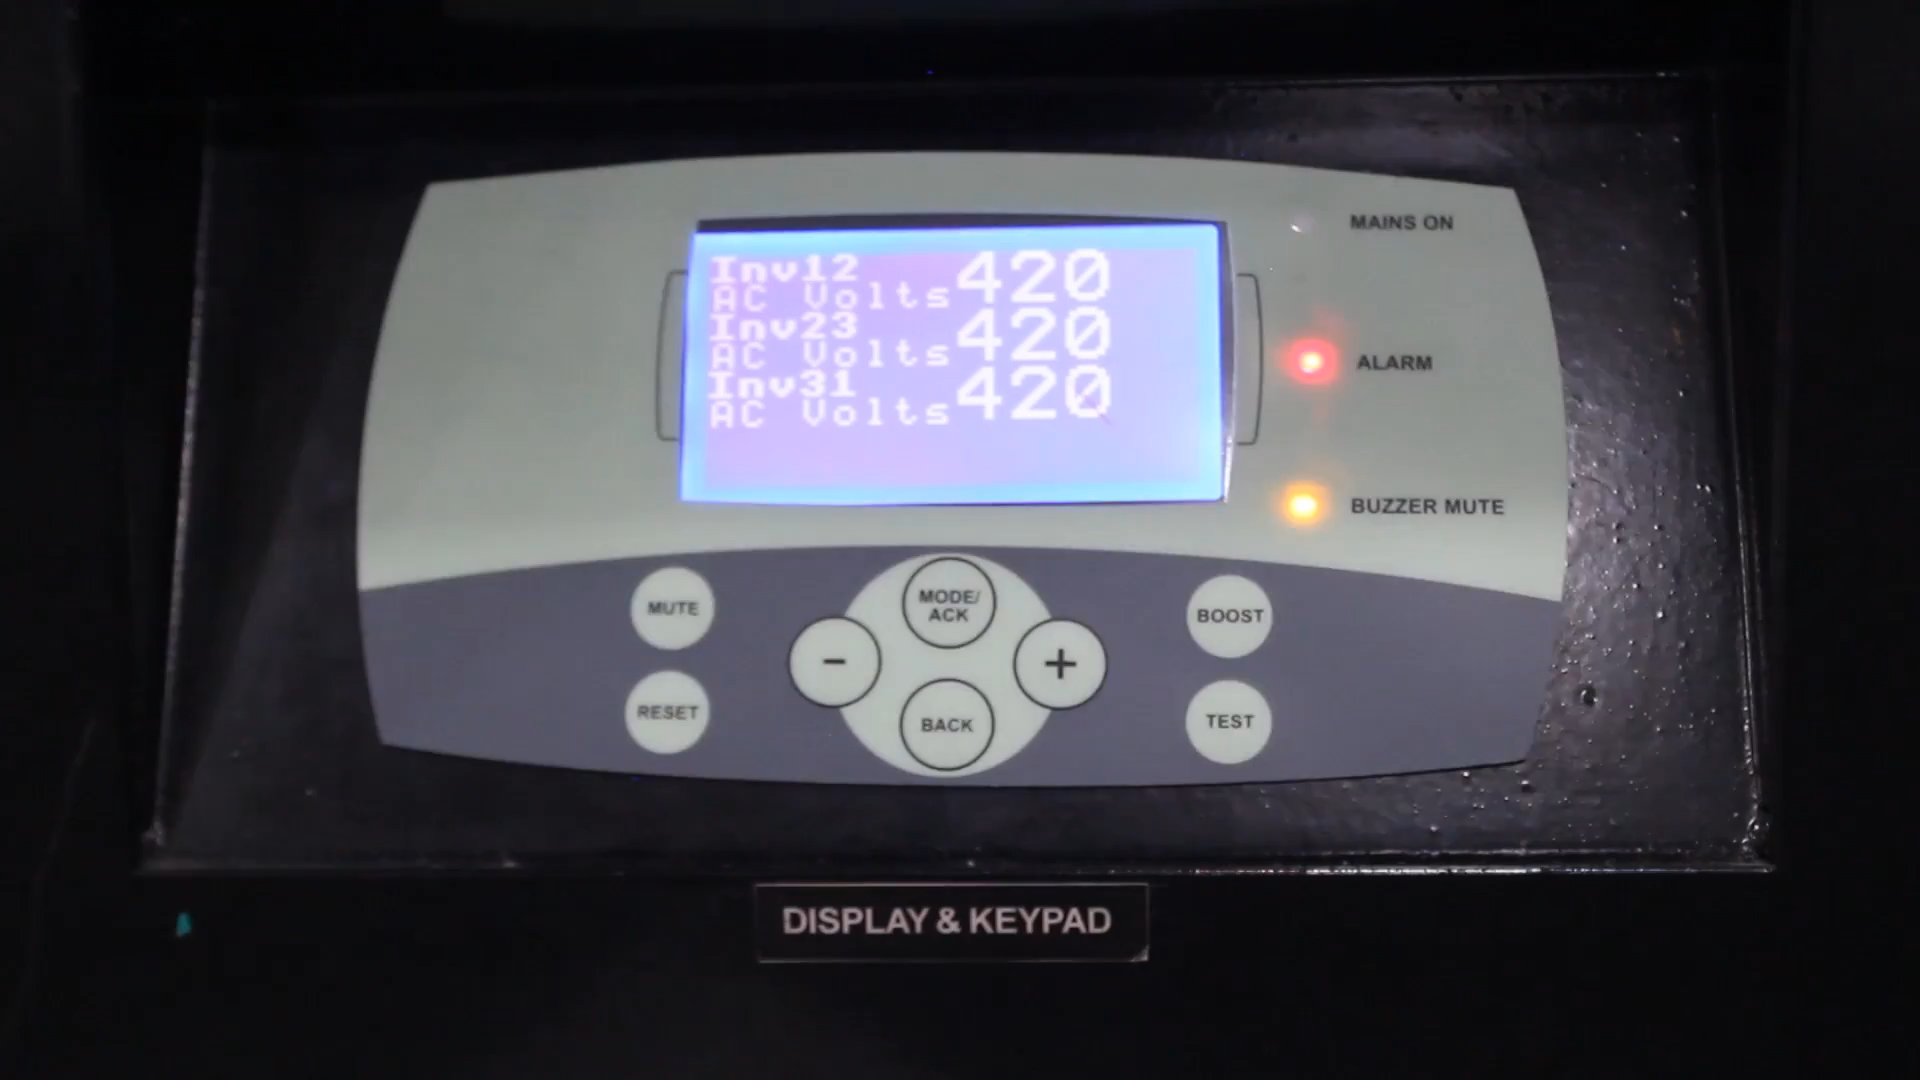 Inv12 420
AC Volts
Inv23 420
AC Volts
Inv31 420
AC Volts
MAINS ON
ALARM
BUZZER MUTE
MUTE
MODE/
ACK
BOOST
-
+
RESET
BACK
TEST
DISPLAY & KEYPAD